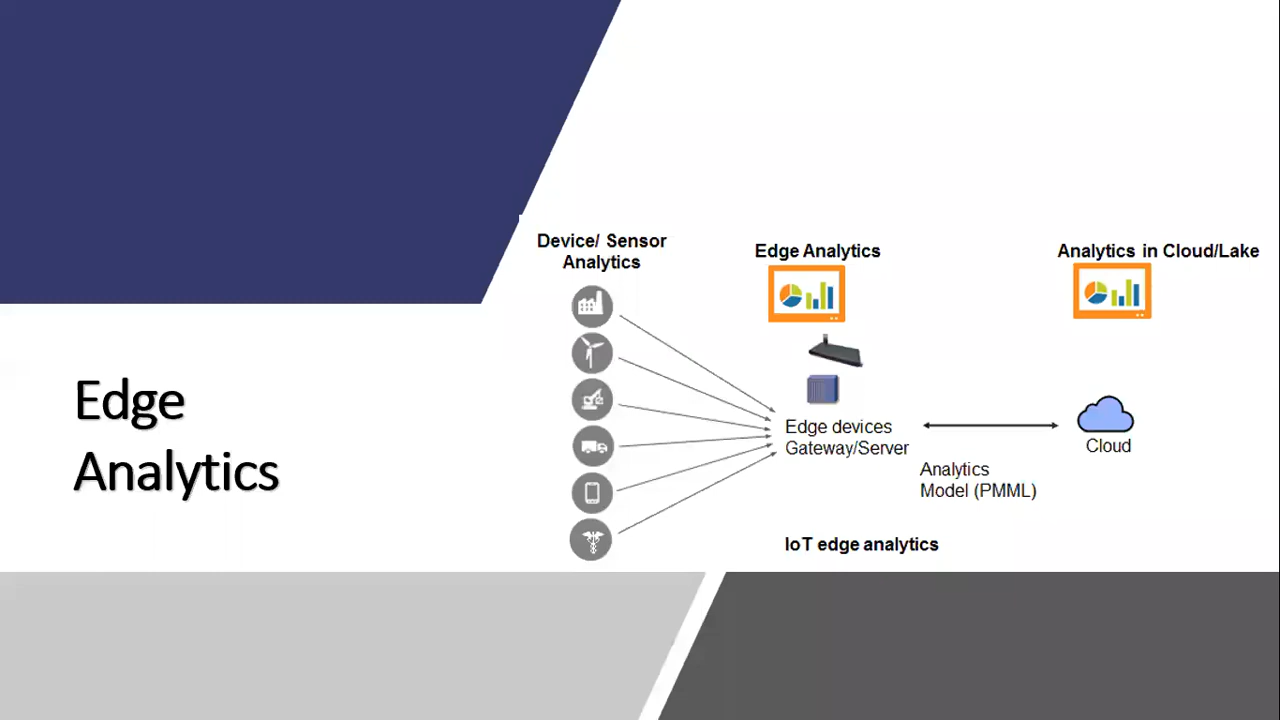 Edge
Analytics
Device/ Sensor
Analytics
Edge Analytics
Analytics in Cloud/Lake
Edge devices
Gateway/Server
Cloud
Analytics
Model (PMML)
IoT edge analytics